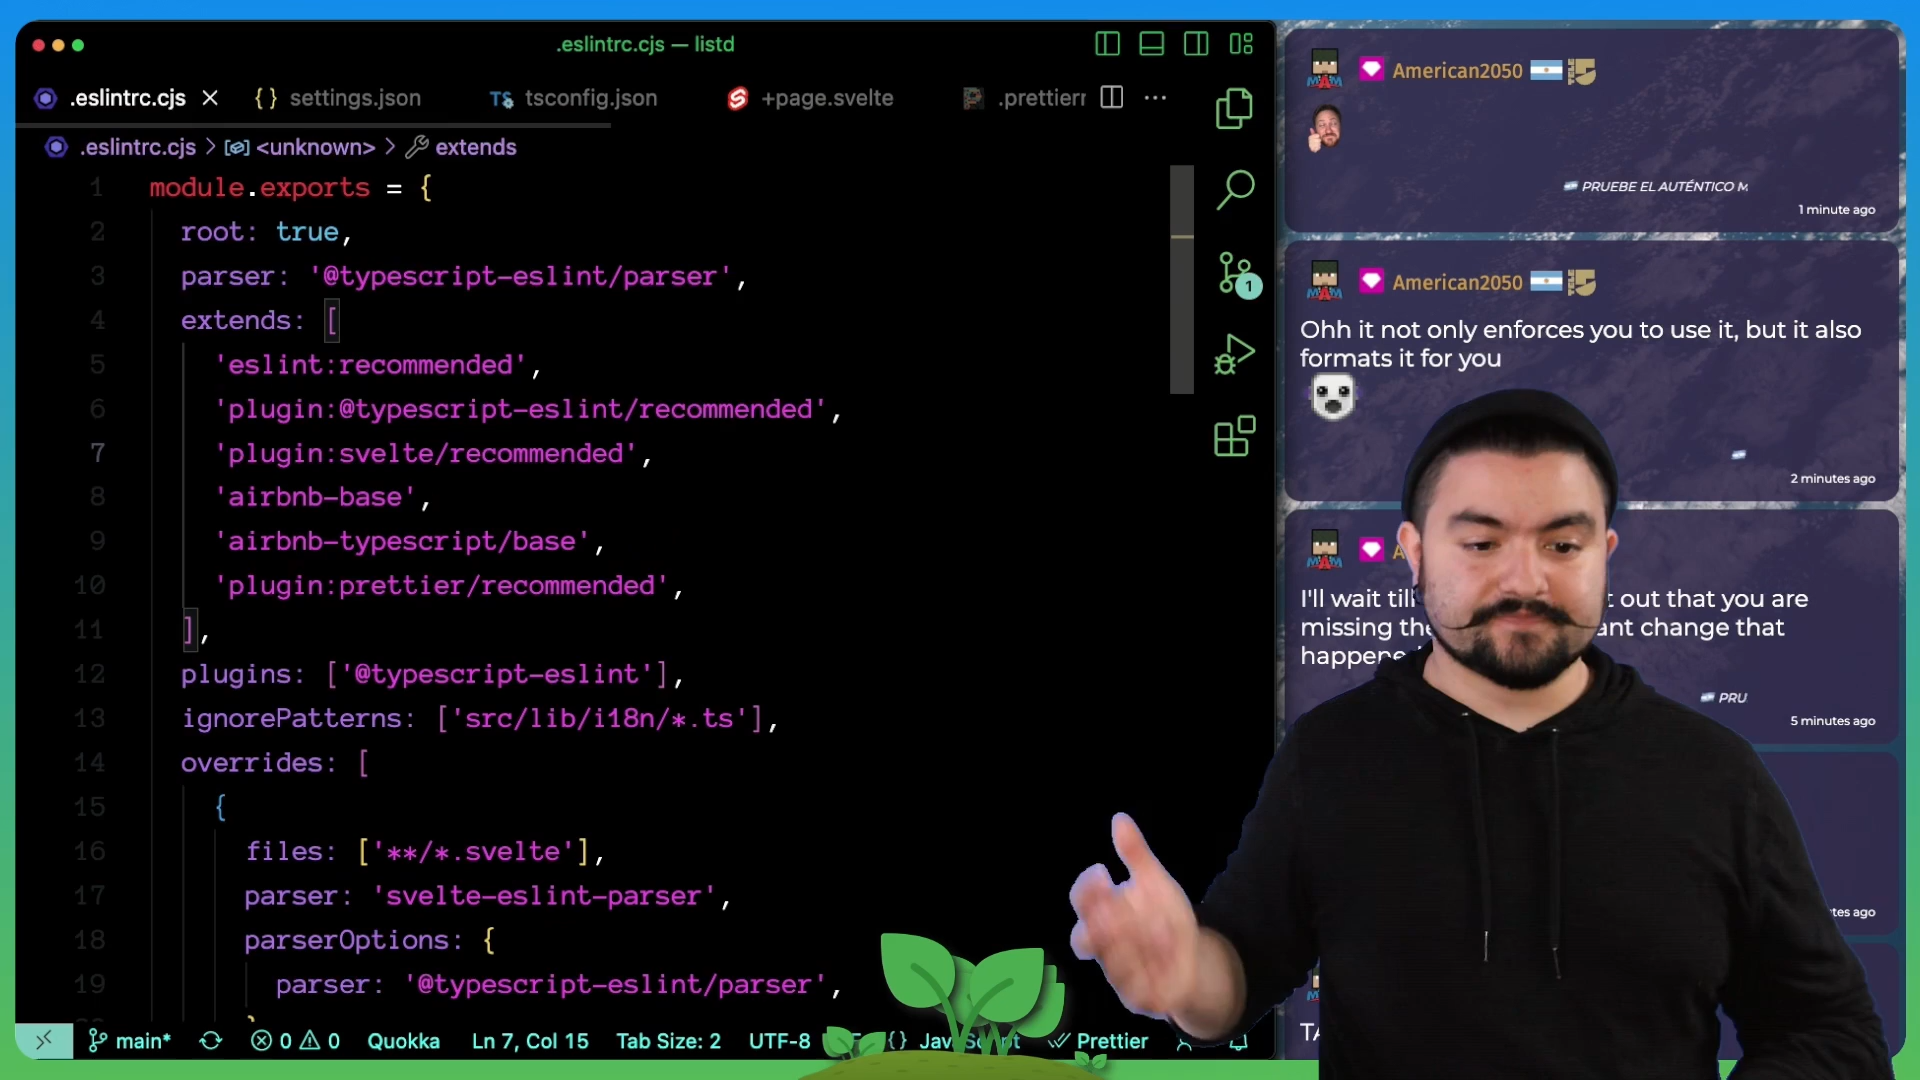 .eslintrc.cjs — listd
.eslintrc.cjs
settings.json
TS tsconfig.json
+page.svelte
.prettierr
.eslintrc.cjs > <unknown> > extends
1 module.exports = {
2 root: true,
3 parser: '@typescript-eslint/parser',
4 extends: [
5 'eslint:recommended',
6 'plugin:@typescript-eslint/recommended',
7 'plugin:svelte/recommended',
8 'airbnb-base',
9 'airbnb-typescript/base',
10 'plugin:prettier/recommended',
11 ],
12 plugins: ['@typescript-eslint'],
13 ignorePatterns: ['src/lib/i18n/*.ts'],
14 overrides: [
15 {
16 files: ['**/*.svelte'],
17 parser: 'svelte-eslint-parser',
18 parserOptions: {
19 parser: '@typescript-eslint/parser',
1
main* 0 0 Quokka Ln 7, Col 15 Tab Size: 2 UTF-8 {} Prettier
American2050
PRUEBE EL AUTÉNTICO M
1 minute ago
American2050
Ohh it not only enforces you to use it, but it also
formats it for you
2 minutes ago
I'll wait till out that you are
missing the change that
5 minutes ago
PRU
ago